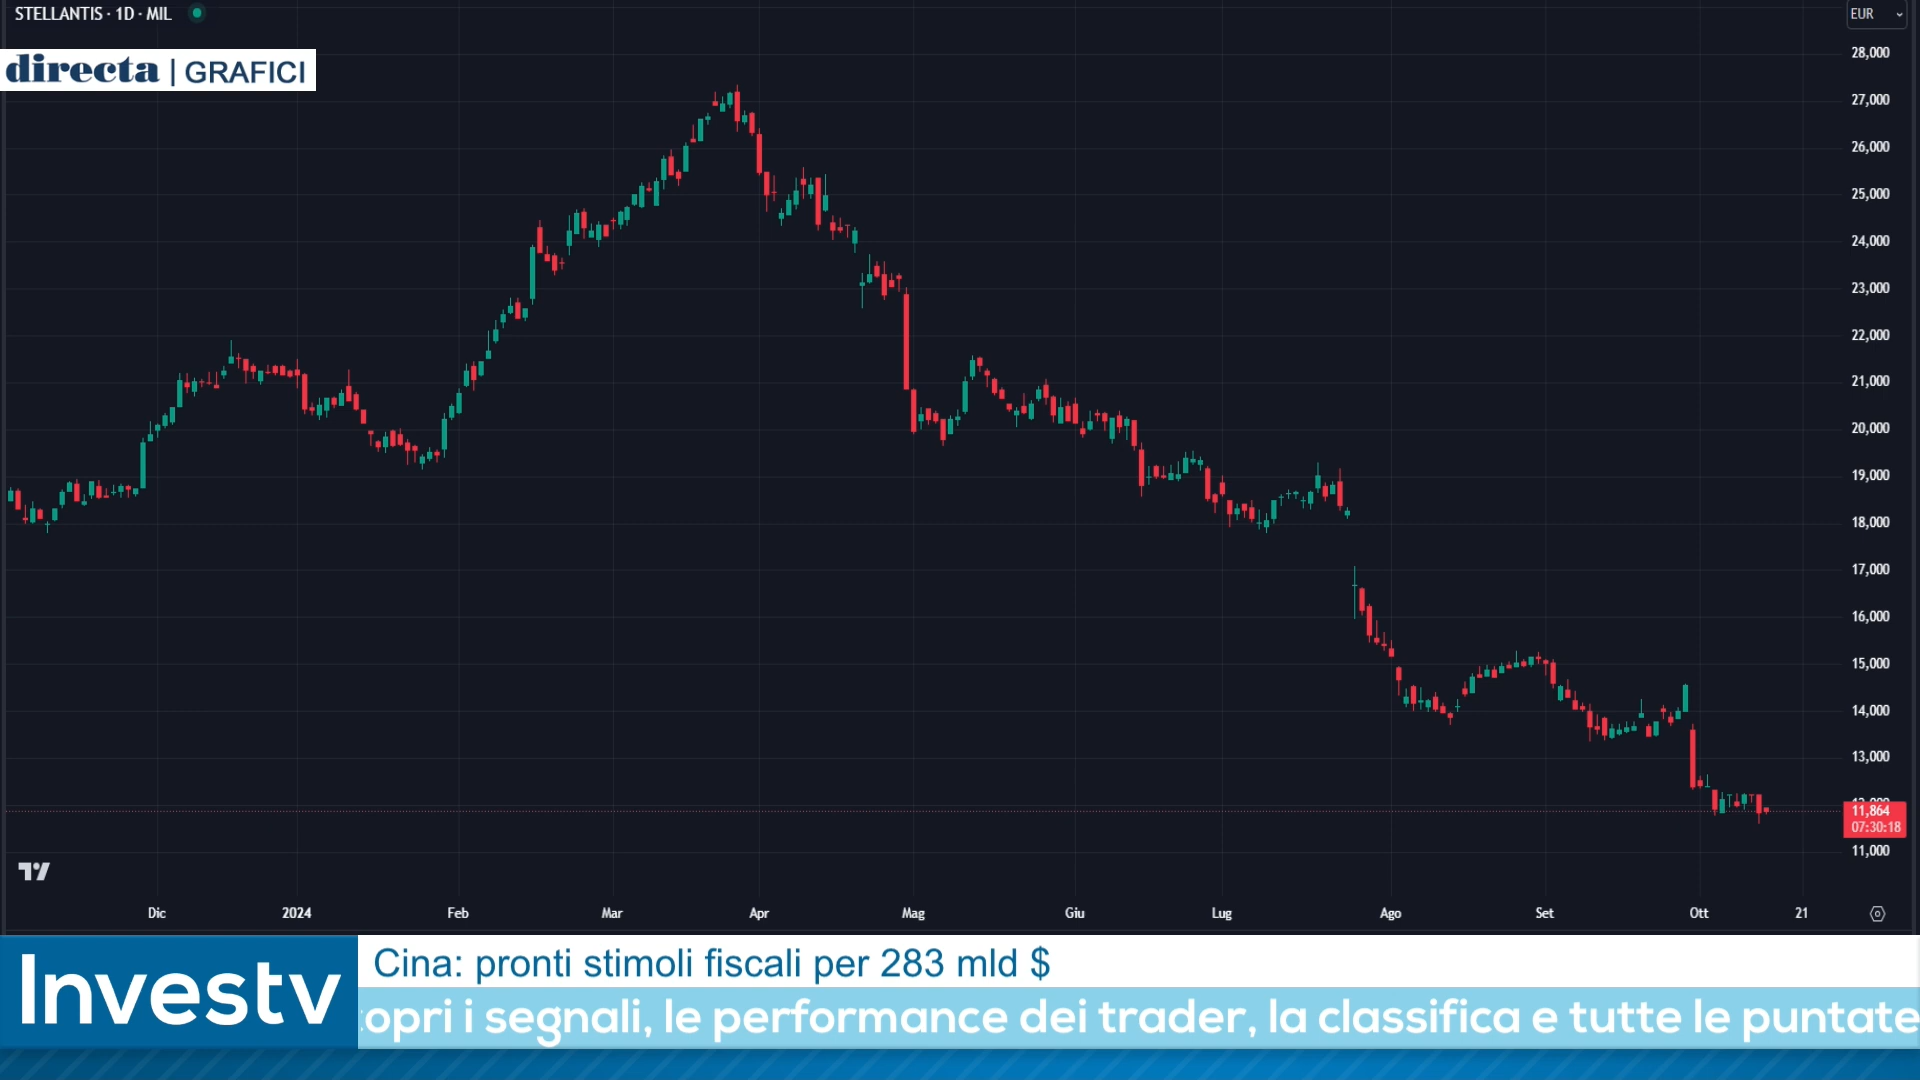 STELLANTIS · 1D · MIL
EUR
directa | GRAFICI
28,000
27,000
26,000
25,000
24,000
23,000
22,000
21,000
20,000
19,000
18,000
17,000
16,000
15,000
14,000
13,000
12,000
11,864
07:30:18
11,000
Dic 2024 Feb Mar Apr Mag Giu Lug Ago Set Ott 21
Investv
Cina: pronti stimoli fiscali per 283 mld $
copri i segnali, le performance dei trader, la classifica e tutte le puntate